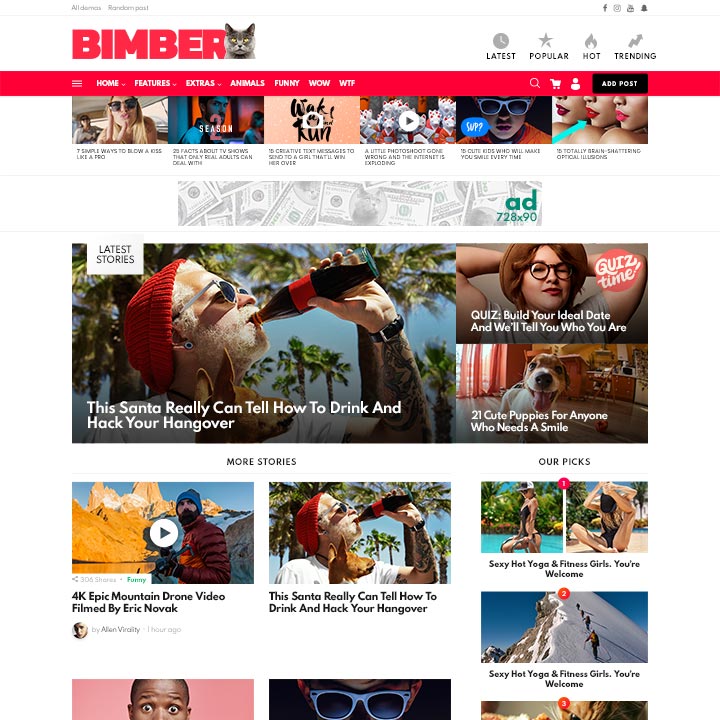 All demos Random post
BIMBER
LATEST POPULAR HOT TRENDING
HOME FEATURES EXTRAS ANIMALS FUNNY WOW WTF
ADD POST
SEASON
2
Wake
and
Run
SUP?
7 SIMPLE WAYS TO BLOW A KISS
LIKE A PRO
25 FACTS ABOUT TV SHOWS
THAT ONLY REAL ADULTS CAN
DEAL WITH
15 CREATIVE TEXT MESSAGES TO
SEND TO A GIRL THAT'LL WIN
HER OVER
A LITTLE PHOTOSHOOT GONE
WRONG AND THE INTERNET IS
EXPLODING
15 CUTE KIDS WHO WILL MAKE
YOU SMILE EVERY TIME
15 TOTALLY BRAIN-SHATTERING
OPTICAL ILLUSIONS
ad
728x90
LATEST
STORIES
This Santa Really Can Tell How To Drink And
Hack Your Hangover
QUIZ
time!
QUIZ: Build Your Ideal Date
And We'll Tell You Who You Are
21 Cute Puppies For Anyone
Who Needs A Smile
MORE STORIES
306 Shares • Funny
4K Epic Mountain Drone Video
Filmed By Eric Novak
by Allen Virality · 1 hour ago
This Santa Really Can Tell How To
Drink And Hack Your Hangover
OUR PICKS
1
Sexy Hot Yoga & Fitness Girls. You're
Welcome
2
Sexy Hot Yoga & Fitness Girls. You're
Welcome
3